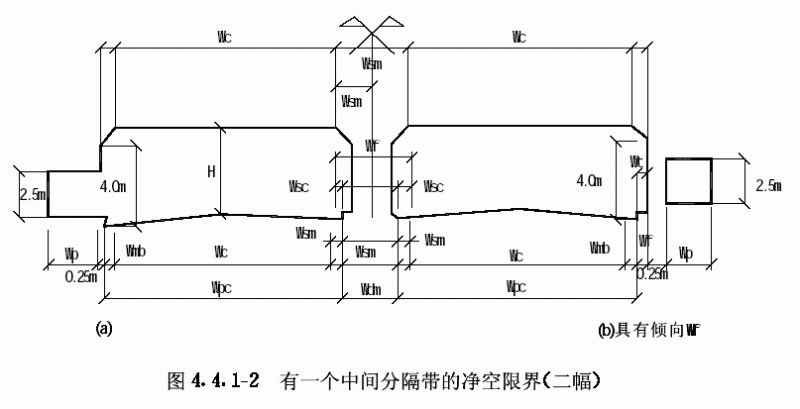 Wc Wc
Wsm
Wsm
Wf
H
Wsc Wsc
4.0m 4.0m
Wt
2.5m 2.5m
Wsm Wsm
Wp Wmb Wc Wsm Wc Wmb Wf Wp
0.25m 0.25m
Wpc Wdm Wpc
(a) (b)具有倾向Wf
图 4.4.1-2 有一个中间分隔带的净空限界(二幅)